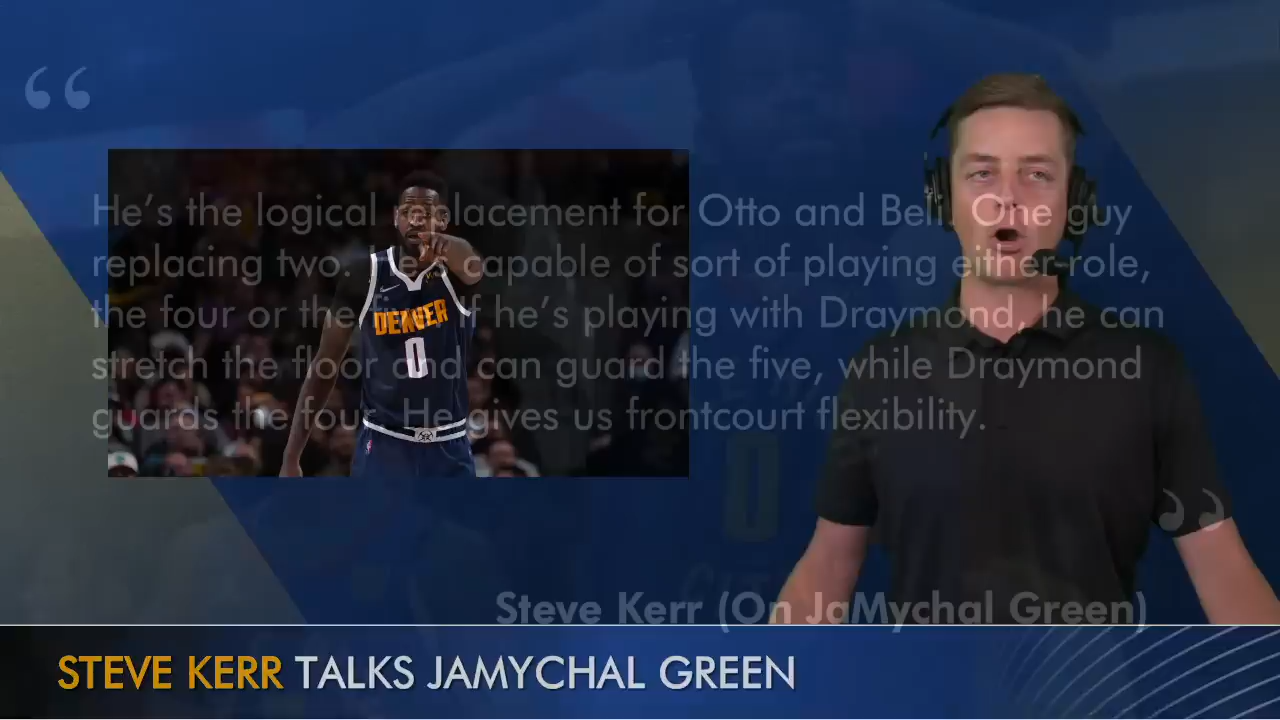 “
He’s the logical replacement for Otto and Beli. One guy
replacing two. capable of sort of playing either role,
the four or the five. If he’s playing with Draymond he can
stretch the floor and can guard the five, while Draymond
guards the four. He gives us frontcourt flexibility.
”
DENVER
0
Steve Kerr (On JaMychal Green)
STEVE KERR TALKS JAMYCHAL GREEN